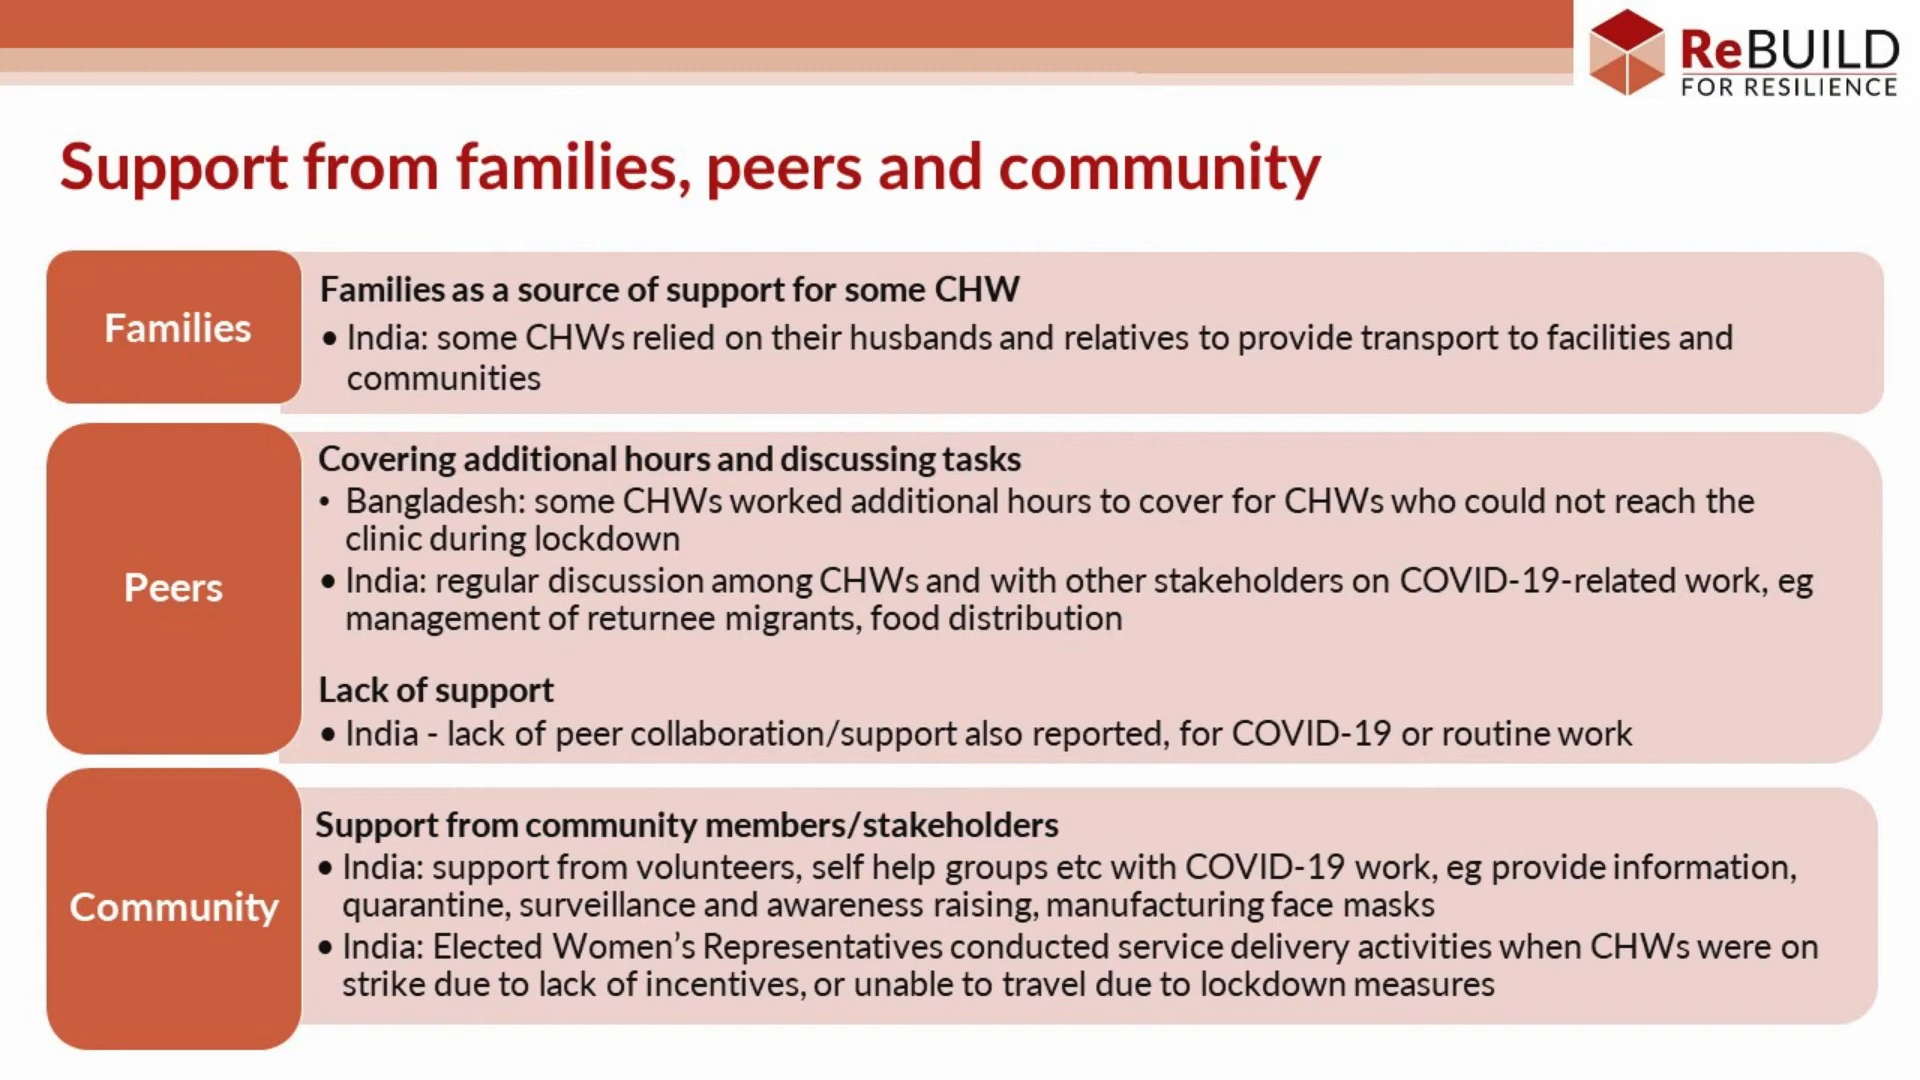 ReBUILD
FOR RESILIENCE
Support from families, peers and community
Families
Families as a source of support for some CHW
• India: some CHWs relied on their husbands and relatives to provide transport to facilities and
communities
Peers
Covering additional hours and discussing tasks
• Bangladesh: some CHWs worked additional hours to cover for CHWs who could not reach the
clinic during lockdown
• India: regular discussion among CHWs and with other stakeholders on COVID-19-related work, eg
management of returnee migrants, food distribution
Lack of support
• India - lack of peer collaboration/support also reported, for COVID-19 or routine work
Community
Support from community members/stakeholders
• India: support from volunteers, self help groups etc with COVID-19 work, eg provide information,
quarantine, surveillance and awareness raising, manufacturing face masks
• India: Elected Women’s Representatives conducted service delivery activities when CHWs were on
strike due to lack of incentives, or unable to travel due to lockdown measures